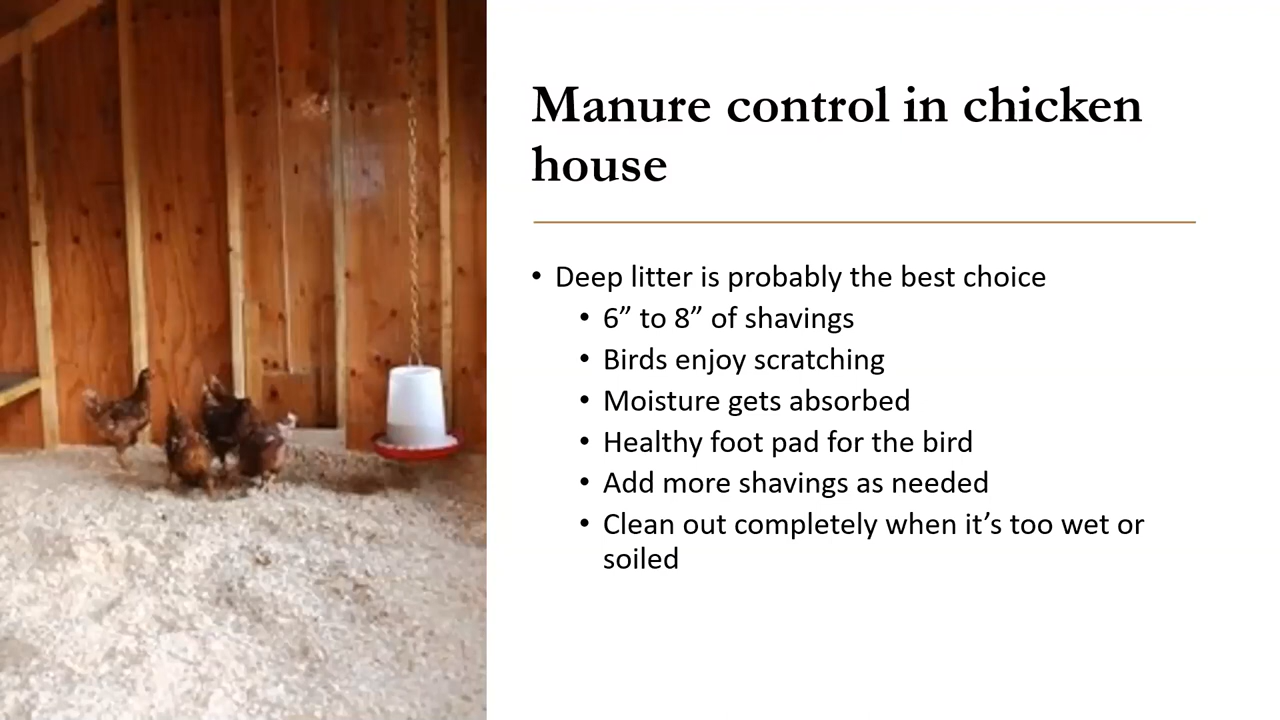 Manure control in chicken
house
• Deep litter is probably the best choice
• 6” to 8” of shavings
• Birds enjoy scratching
• Moisture gets absorbed
• Healthy foot pad for the bird
• Add more shavings as needed
• Clean out completely when it’s too wet or
soiled